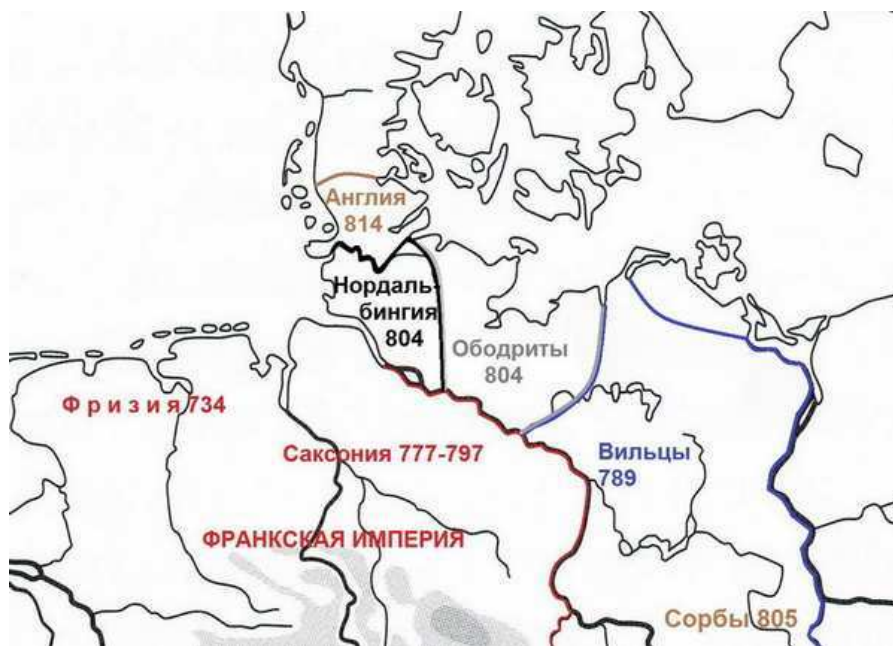 Англия
814
Нордаль-
бингия
804
Ободриты
804
Фризия 734
Саксония 777-797
Вильцы
789
ФРАНКСКАЯ ИМПЕРИЯ
Сорбы 805